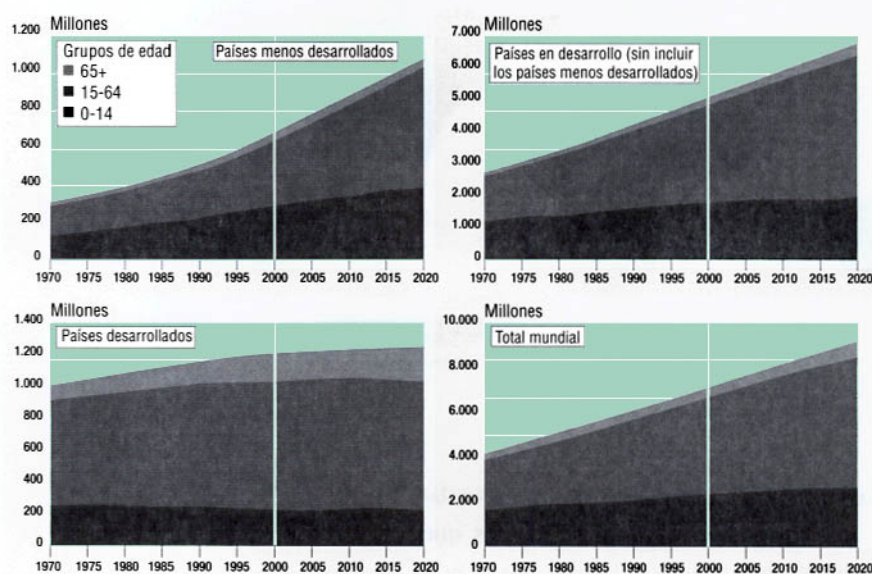 Millones
1.200
1.000
800
600
400
200
0
Grupos de edad
65+
15-64
0-14
Países menos desarrollados
1970 1975 1980 1985 1990 1995 2000 2005 2010 2015 2020
Millones
7.000
6.000
5.000
4.000
3.000
2.000
1.000
0
Países en desarrollo (sin incluir
los países menos desarrollados)
1970 1975 1980 1985 1990 1995 2000 2005 2010 2015 2020
Millones
1.400
1.200
1.000
800
600
400
200
0
Países desarrollados
1970 1975 1980 1985 1990 1995 2000 2005 2010 2015 2020
Millones
10.000
8.000
6.000
4.000
2.000
0
Total mundial
1970 1975 1980 1985 1990 1995 2000 2005 2010 2015 2020